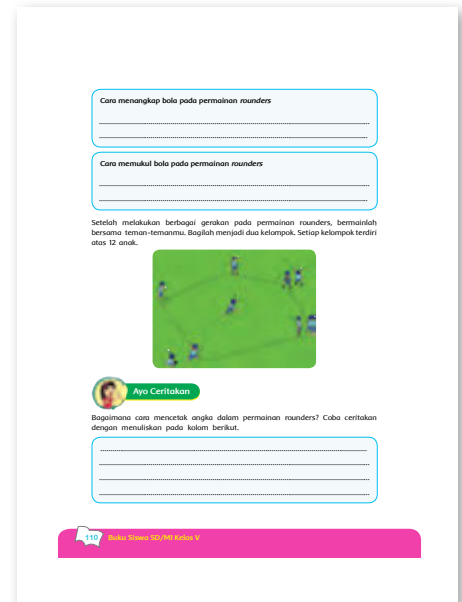 Cara menangkap bola pada permainan rounders
Cara memukul bola pada permainan rounders
Setelah melakukan berbagai gerakan pada permainan rounders, bermainlah
bersama teman-temanmu. Bagilah menjadi dua kelompok. Setiap kelompok terdiri
atas 12 anak.
Ayo Ceritakan
Bagaimana cara mencetak angka dalam permainan rounders? Coba ceritakan
dengan menuliskan pada kolom berikut.
110 Buku Siswa SD/MI Kelas V